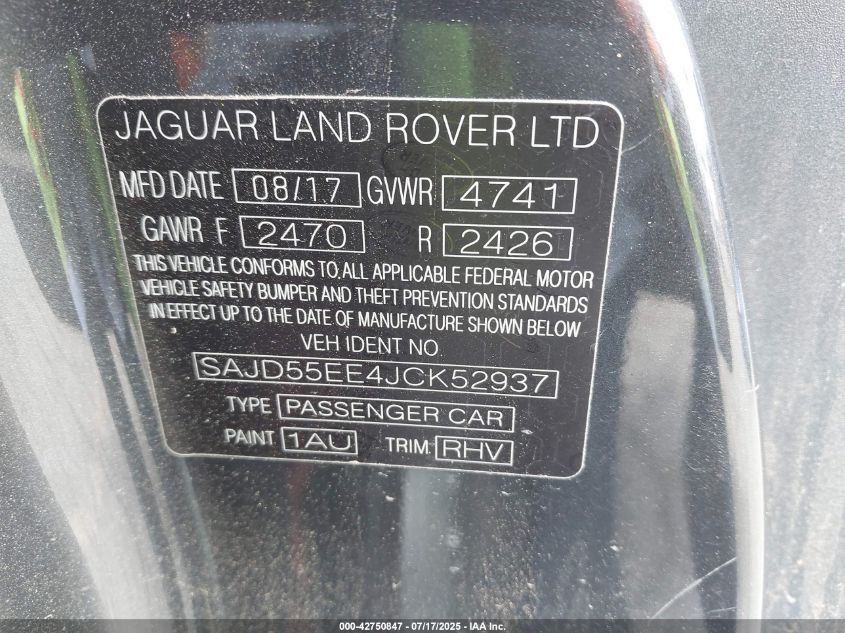 JAGUAR LAND ROVER LTD
MFD DATE 08/17 GVWR 4741
GAWR F 2470 R 2426
THIS VEHICLE CONFORMS TO. ALL APPLICABLE FEDERAL MOTOR
VEHICLE SAFETY BUMPER AND THEFT PREVENTION STANDARDS
IN EFFECT UP TO THE DATE OF MANUFACTURE SHOWN BELOW
VEH IDENT NO.
SAJD55EE4JCK52937
TYPE PASSENGER CAR
PAINT 1AU TRIM. RHV
000-42750847 - 07/17/2025 - IAA Inc.